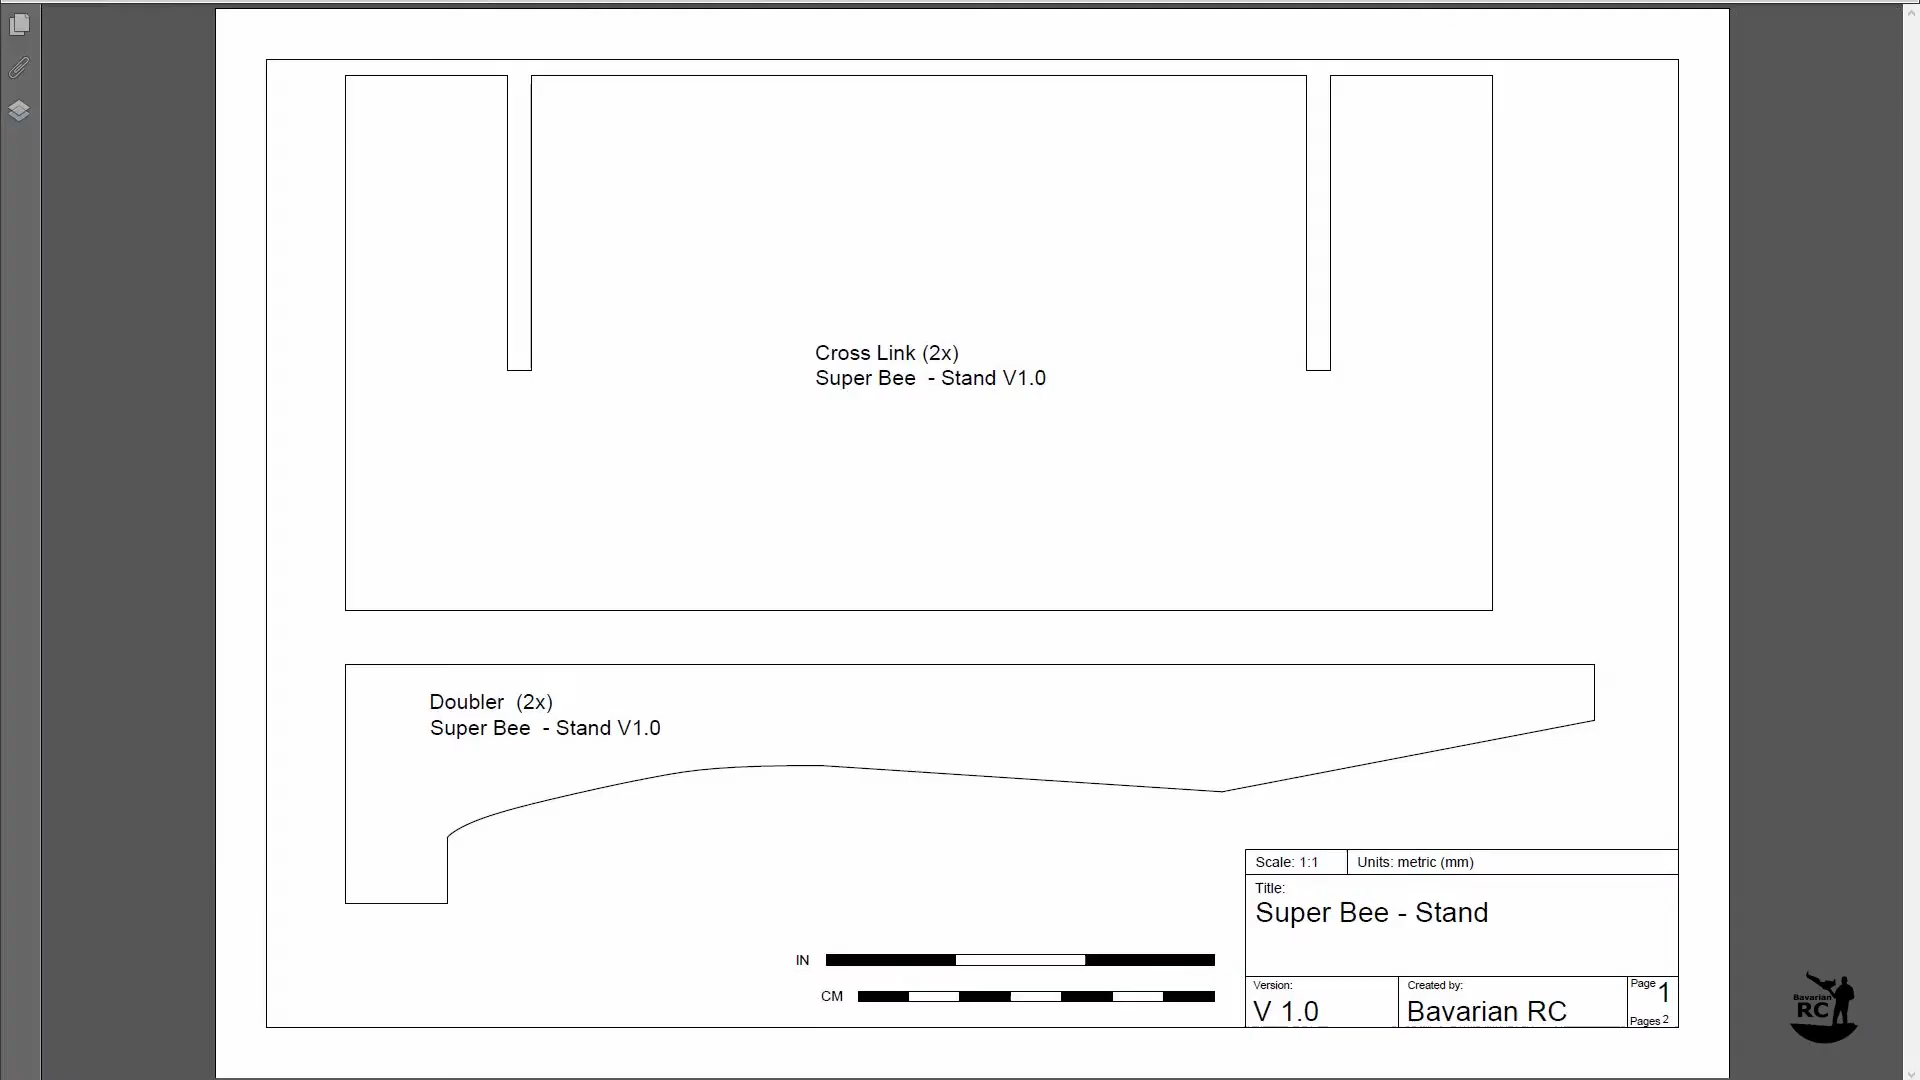 Cross Link (2x)
Super Bee - Stand V1.0
Doubler (2x)
Super Bee - Stand V1.0
Scale: 1:1
Units: metric (mm)
Title:
Super Bee - Stand
IN
CM
Version:
V 1.0
Created by:
Bavarian RC
Page 1
Pages 2
Bavarian
RC